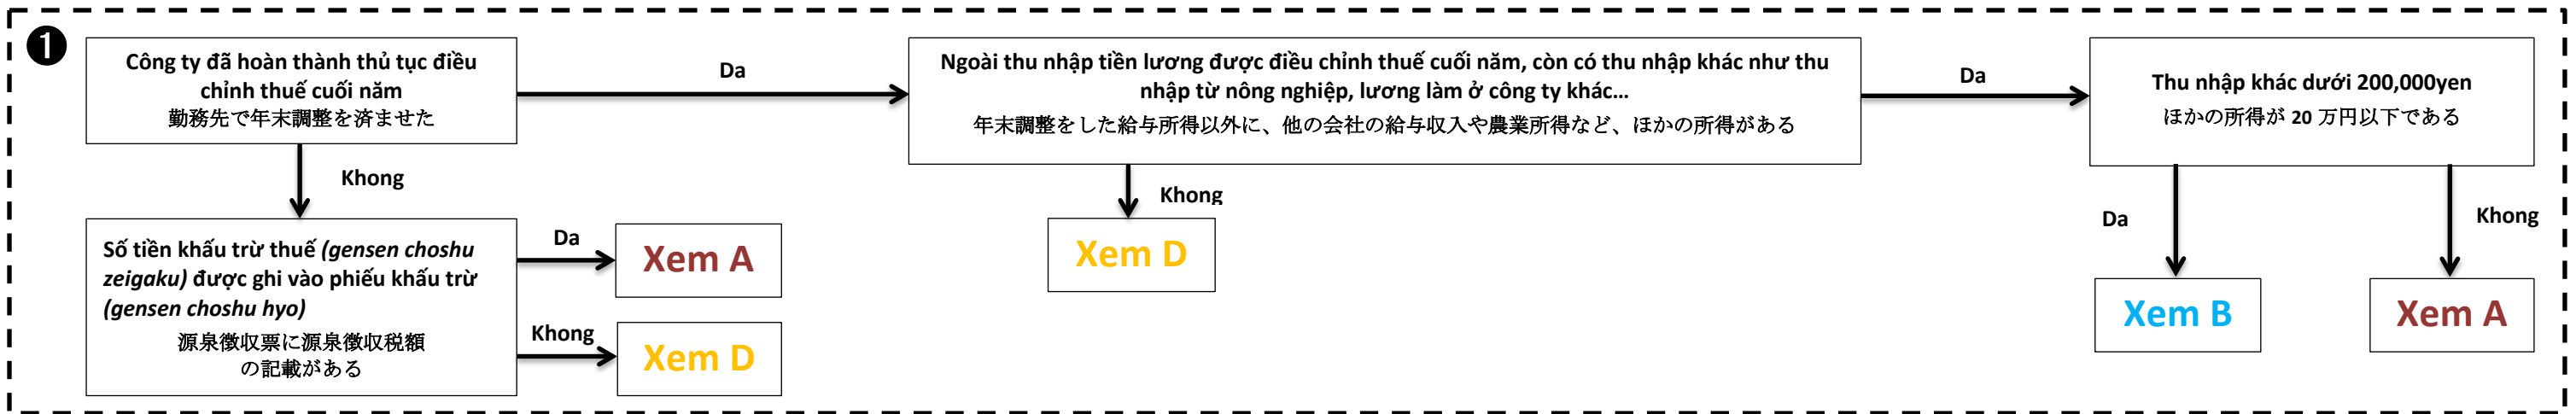 ❶
Công ty đã hoàn thành thủ tục điều
chỉnh thuế cuối năm
勤務先で年末調整を済ませた
Da
Ngoài thu nhập tiền lương được điều chỉnh thuế cuối năm, còn có thu nhập khác như thu
nhập từ nông nghiệp, lương làm ở công ty khác...
年末調整をした給与所得以外に、他の会社の給与収入や農業所得など、ほかの所得がある
Da
Thu nhập khác dưới 200,000yen
ほかの所得が 20 万円以下である
Khong
Khong
Da
Khong
Số tiền khấu trừ thuế (gensen choshu
zeigaku) được ghi vào phiếu khấu trừ
(gensen choshu hyo)
源泉徴収票に源泉徴収税額
の記載がある
Da
Xem A
Khong
Xem D
Xem D
Xem B
Xem A